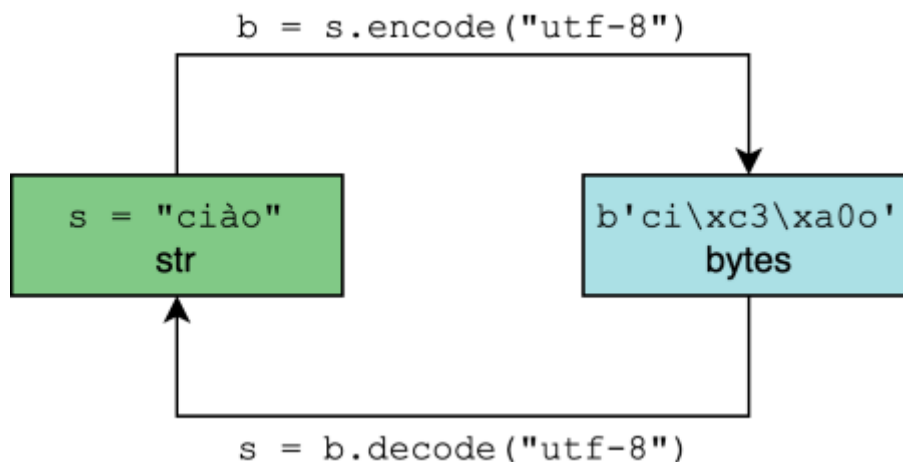 b = s.encode("utf-8")
s = "ciào"
str
b'ci\xc3\xa0o'
bytes
s = b.decode("utf-8")